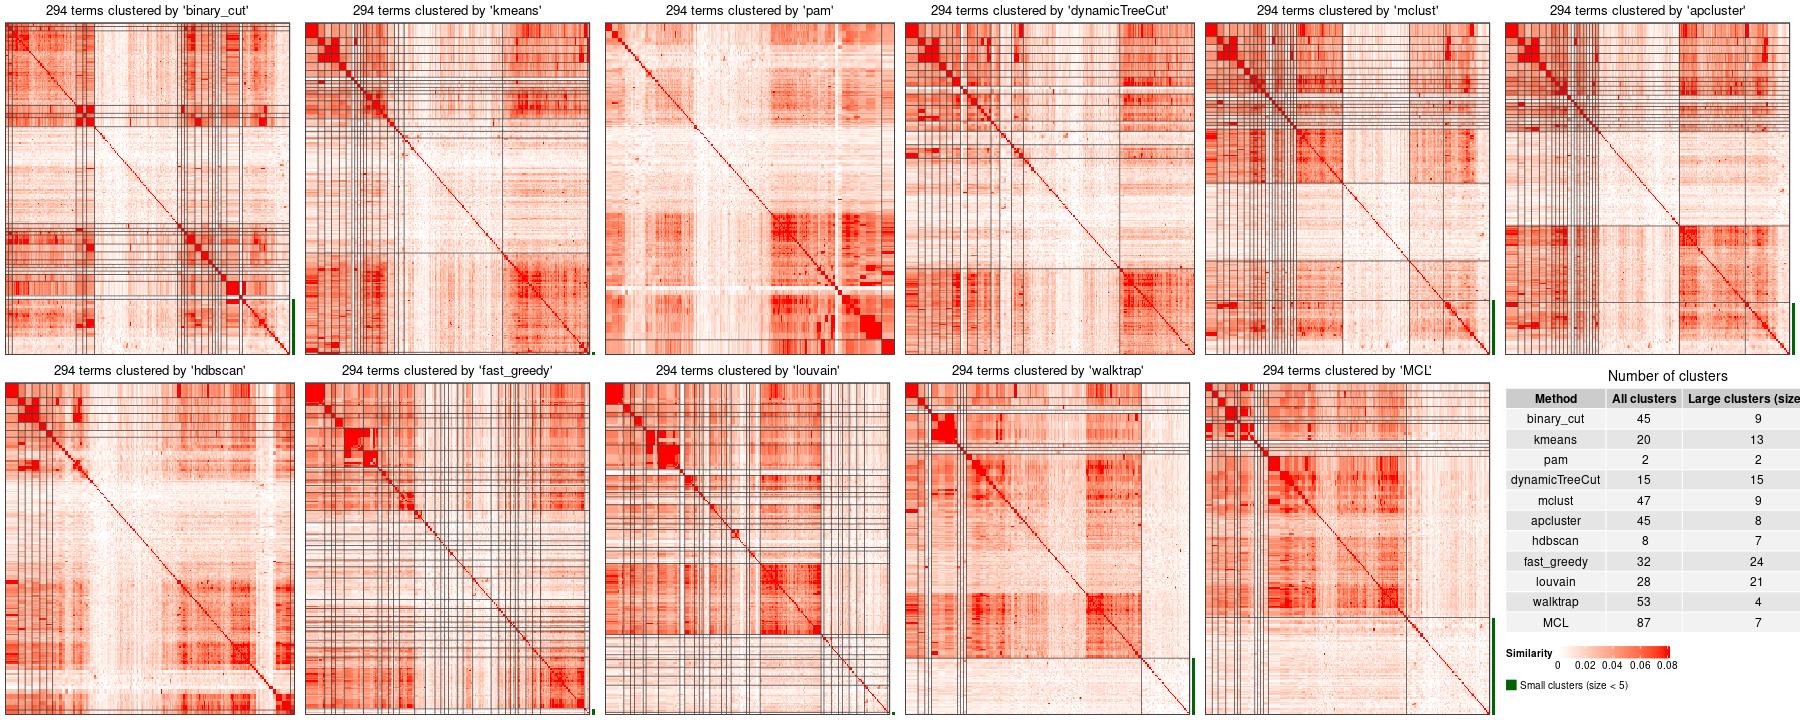 294 terms clustered by 'binary_cut'
294 terms clustered by 'kmeans'
294 terms clustered by 'pam'
294 terms clustered by 'dynamicTreeCut'
294 terms clustered by 'mclust'
294 terms clustered by 'apcluster'
294 terms clustered by 'hdbscan'
294 terms clustered by 'fast_greedy'
294 terms clustered by 'louvain'
294 terms clustered by 'walktrap'
294 terms clustered by 'MCL'
Number of clusters
Method All clusters Large clusters (size
binary_cut 45 9
kmeans 20 13
pam 2 2
dynamicTreeCut 15 15
mclust 47 9
apcluster 45 8
hdbscan 8 7
fast_greedy 32 24
louvain 28 21
walktrap 53 4
MCL 87 7
Similarity
0 0.02 0.04 0.06 0.08
Small clusters (size < 5)